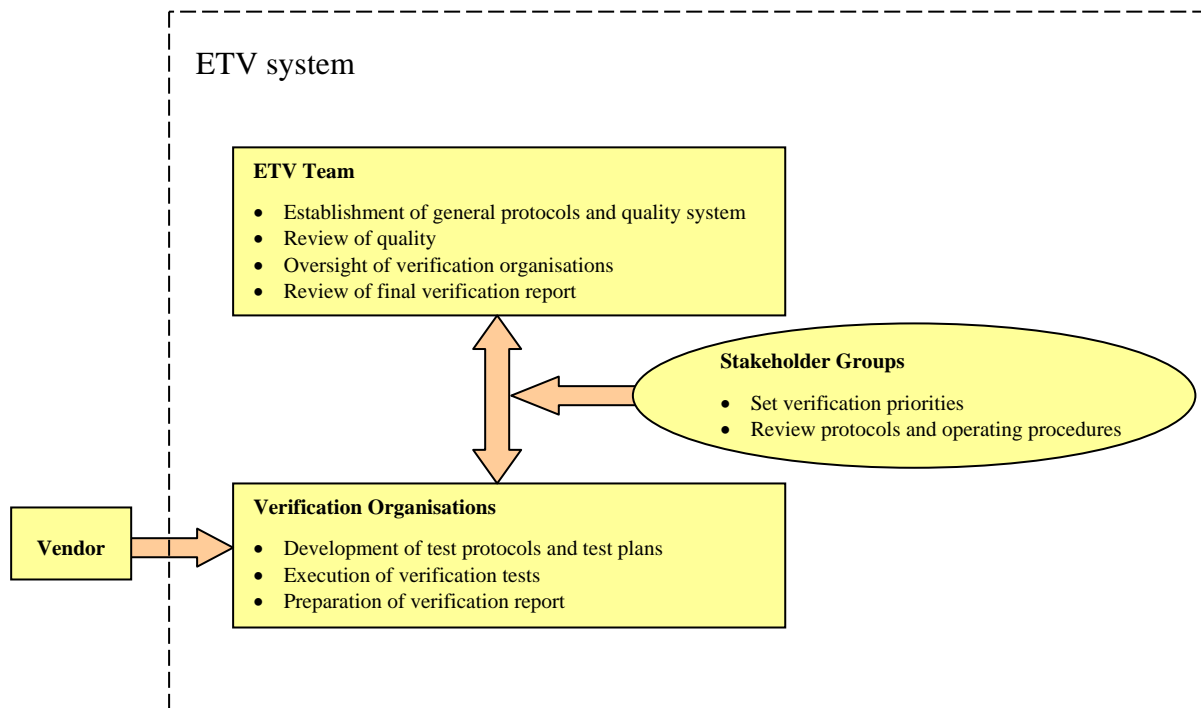 ETV system
ETV Team
• Establishment of general protocols and quality system
• Review of quality
• Oversight of verification organisations
• Review of final verification report
Stakeholder Groups
• Set verification priorities
• Review protocols and operating procedures
Verification Organisations
• Development of test protocols and test plans
• Execution of verification tests
• Preparation of verification report
Vendor